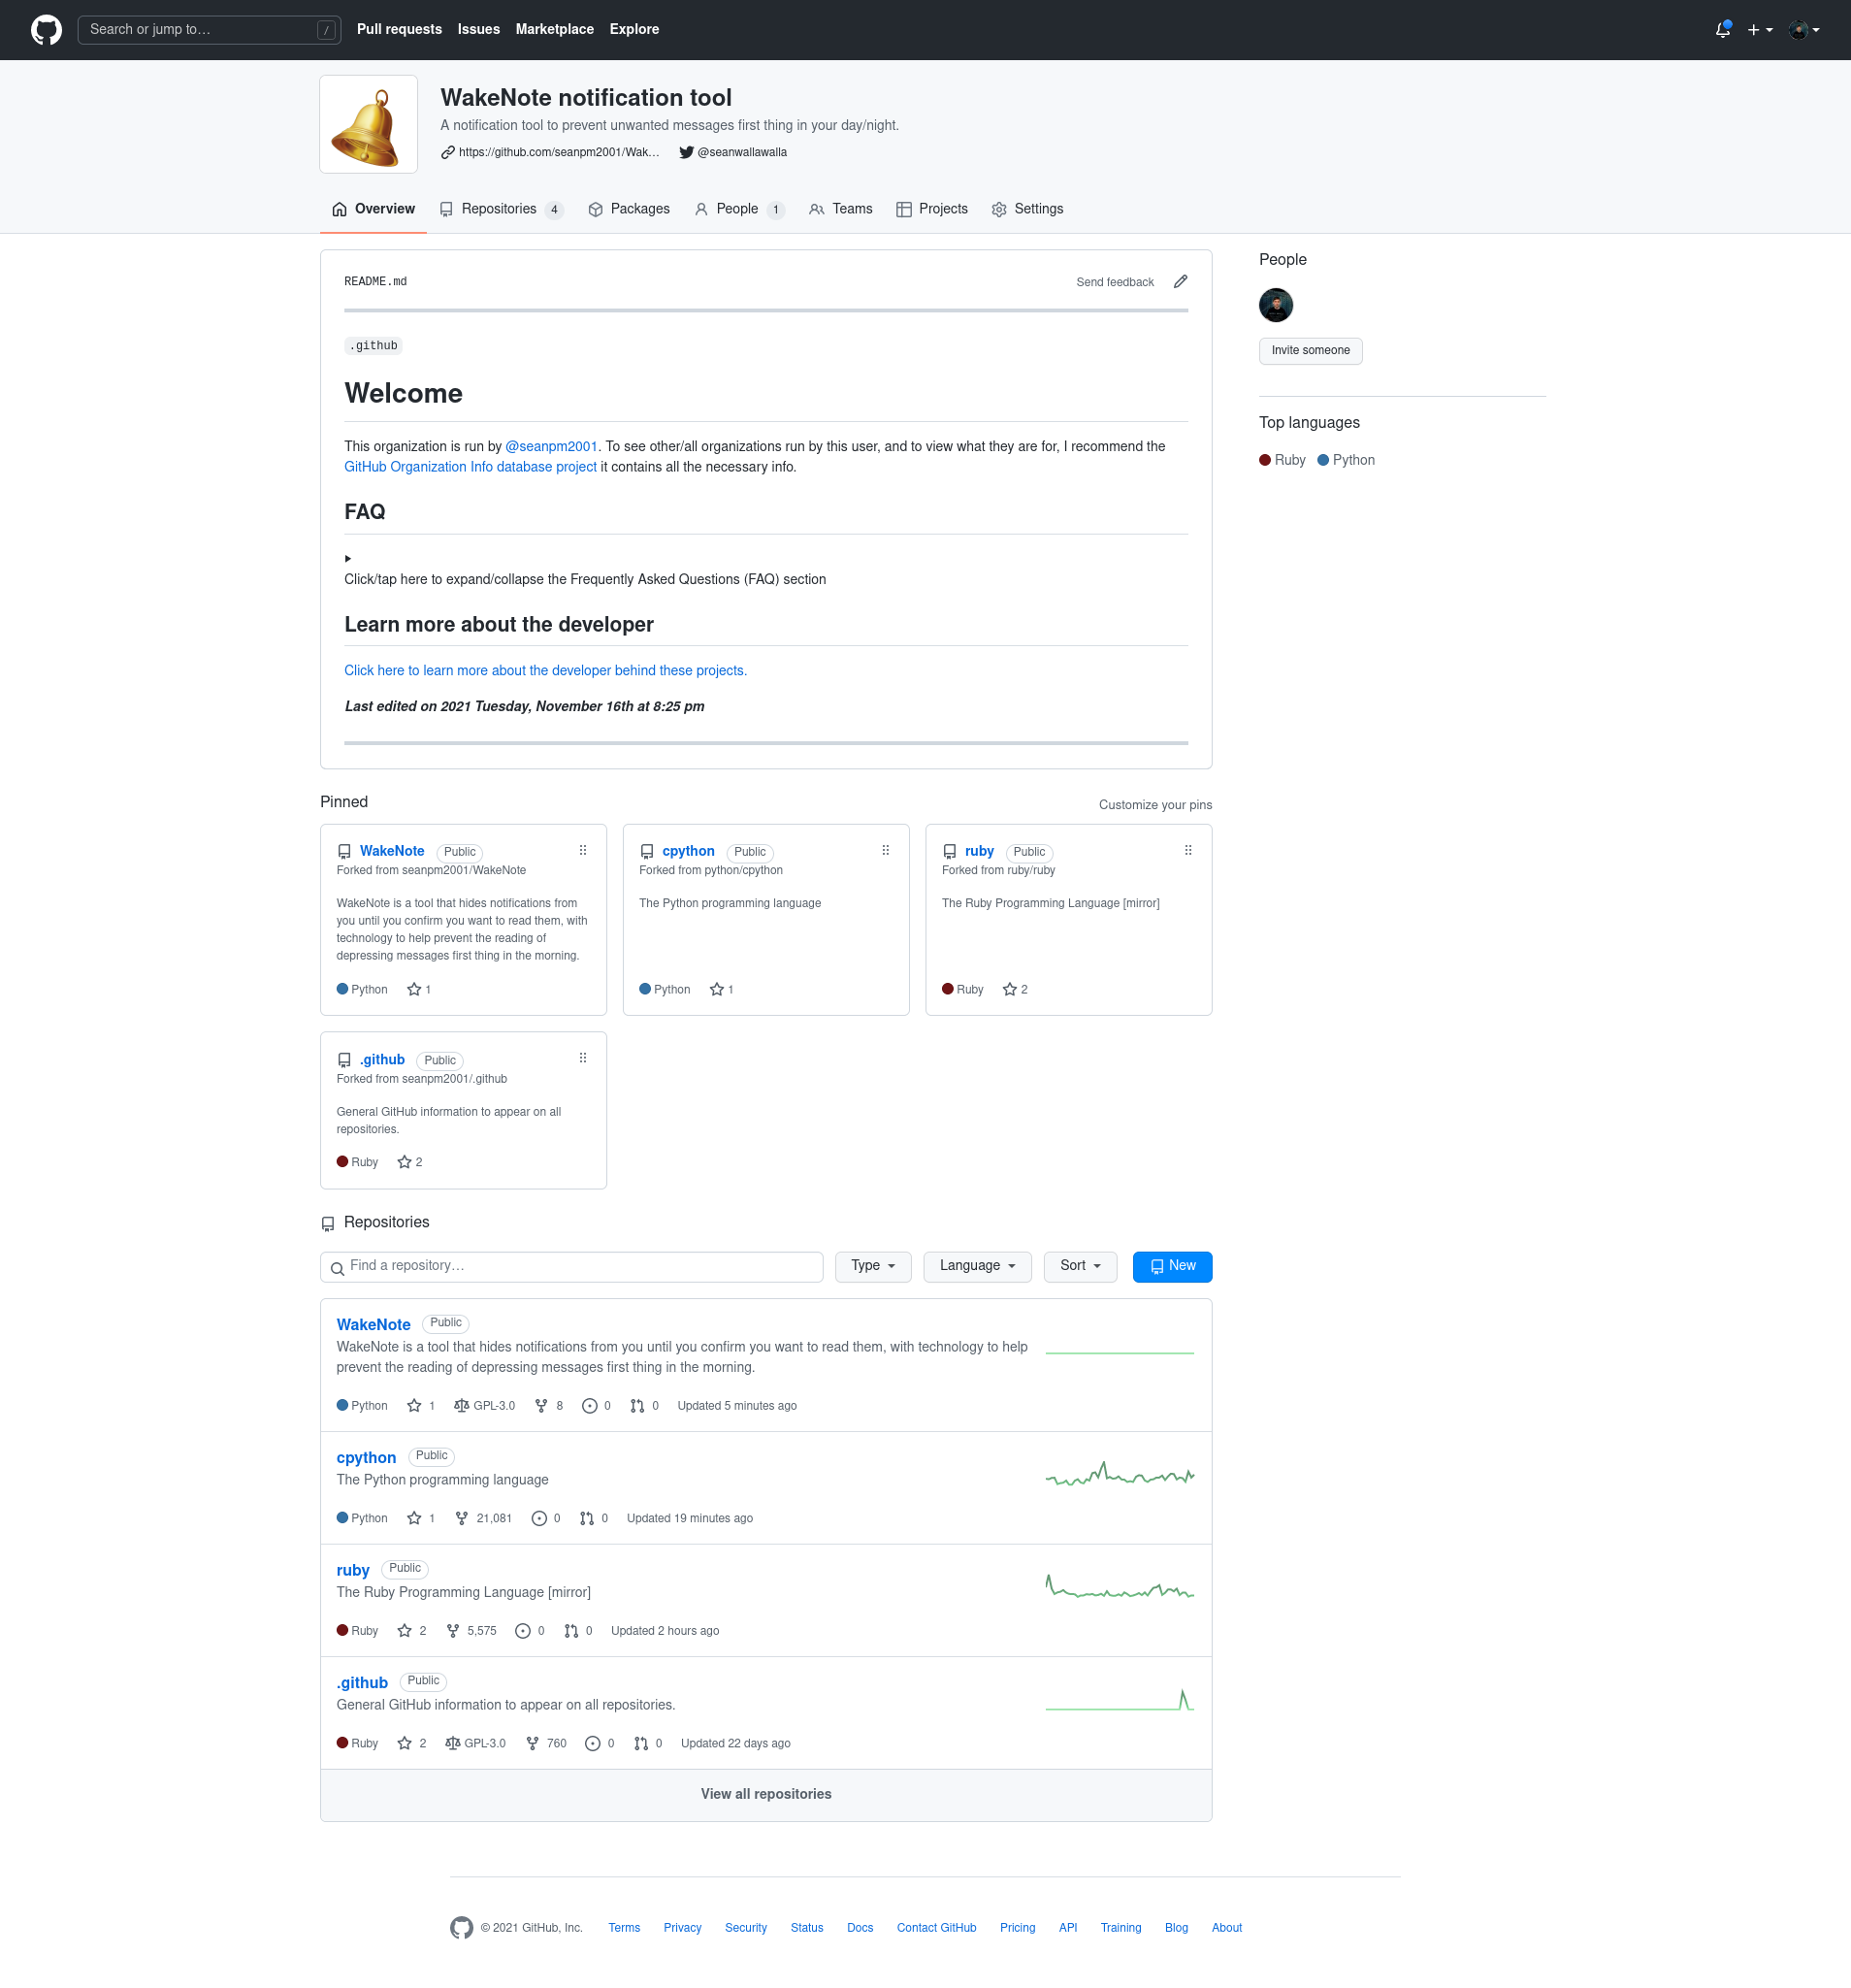 Search or jump to… /
Pull requests Issues Marketplace Explore
WakeNote notification tool
A notification tool to prevent unwanted messages first thing in your day/night.
https://github.com/seanpm2001/Wak… @seanwallawalla
Overview Repositories 4 Packages People 1 Teams Projects Settings
README.md Send feedback
.github
Welcome
This organization is run by @seanpm2001. To see other/all organizations run by this user, and to view what they are for, I recommend the
GitHub Organization Info database project it contains all the necessary info.
FAQ
Click/tap here to expand/collapse the Frequently Asked Questions (FAQ) section
Learn more about the developer
Click here to learn more about the developer behind these projects.
Last edited on 2021 Tuesday, November 16th at 8:25 pm
People
Invite someone
Top languages
Ruby Python
Pinned Customize your pins
WakeNote Public
Forked from seanpm2001/WakeNote
WakeNote is a tool that hides notifications from
you until you confirm you want to read them, with
technology to help prevent the reading of
depressing messages first thing in the morning.
Python 1
cpython Public
Forked from python/cpython
The Python programming language
Python 1
ruby Public
Forked from ruby/ruby
The Ruby Programming Language [mirror]
Ruby 2
.github Public
Forked from seanpm2001/.github
General GitHub information to appear on all
repositories.
Ruby 2
Repositories
Find a repository… Type Language Sort New
WakeNote Public
WakeNote is a tool that hides notifications from you until you confirm you want to read them, with technology to help
prevent the reading of depressing messages first thing in the morning.
Python 1 GPL-3.0 8 0 0 Updated 5 minutes ago
cpython Public
The Python programming language
Python 1 21,081 0 0 Updated 19 minutes ago
ruby Public
The Ruby Programming Language [mirror]
Ruby 2 5,575 0 0 Updated 2 hours ago
.github Public
General GitHub information to appear on all repositories.
Ruby 2 GPL-3.0 760 0 0 Updated 22 days ago
View all repositories
© 2021 GitHub, Inc. Terms Privacy Security Status Docs Contact GitHub Pricing API Training Blog About